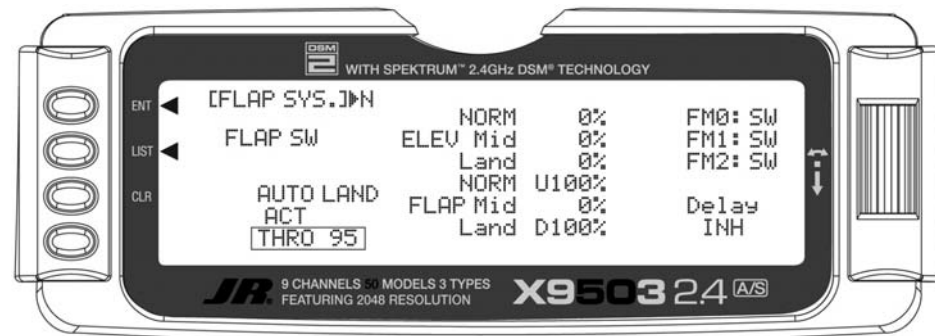 DSM
2
WITH SPEKTRUM™ 2.4GHz DSM® TECHNOLOGY
ENT
LIST
CLR
[FLAP SYS.]▶N
FLAP SW
AUTO LAND
ACT
THRO 95
NORM 0%
ELEV Mid 0%
Land 0%
NORM U100%
FLAP Mid 0%
Land D100%
FM0: SW
FM1: SW
FM2: SW
Delay
INH
JR®
9 CHANNELS 50 MODELS 3 TYPES
FEATURING 2048 RESOLUTION
X9503 2.4 A/S